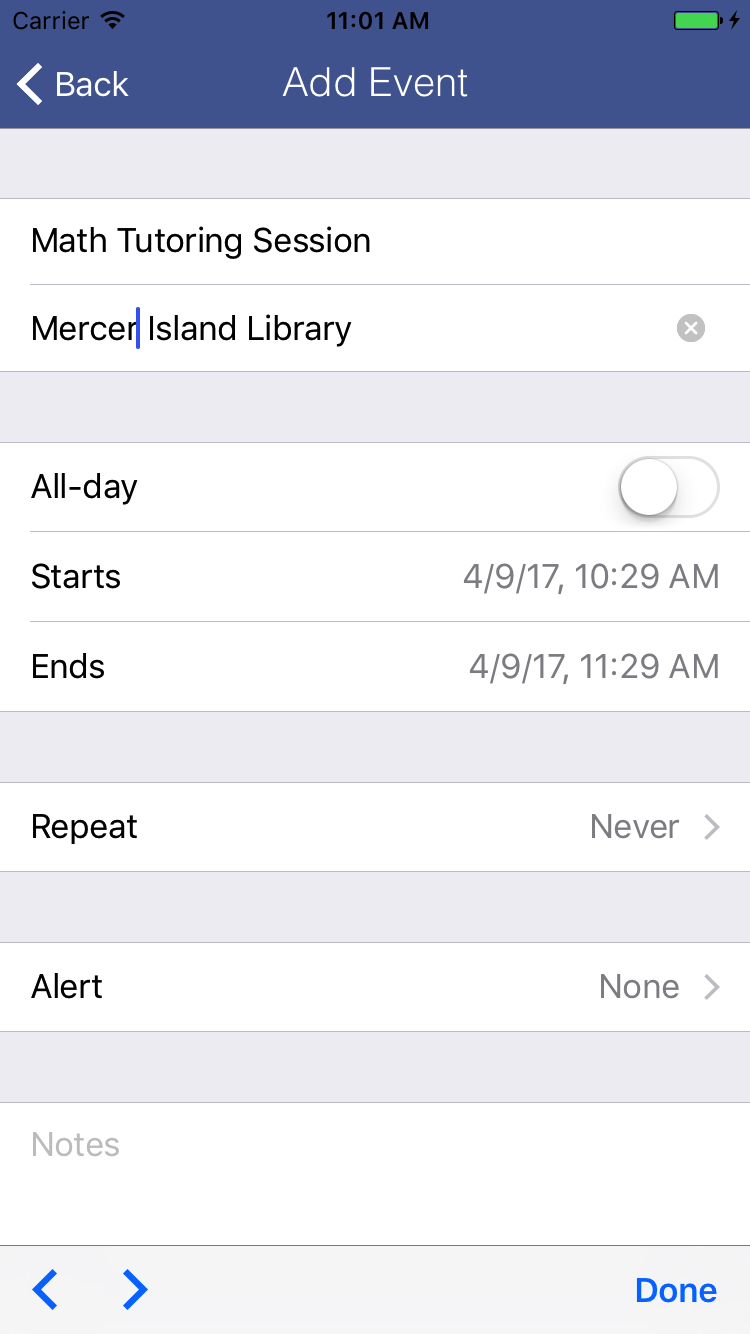 Carrier 11:01 AM
Back Add Event
Math Tutoring Session
Mercer Island Library
All-day
Starts 4/9/17, 10:29 AM
Ends 4/9/17, 11:29 AM
Repeat Never
Alert None
Notes
Done